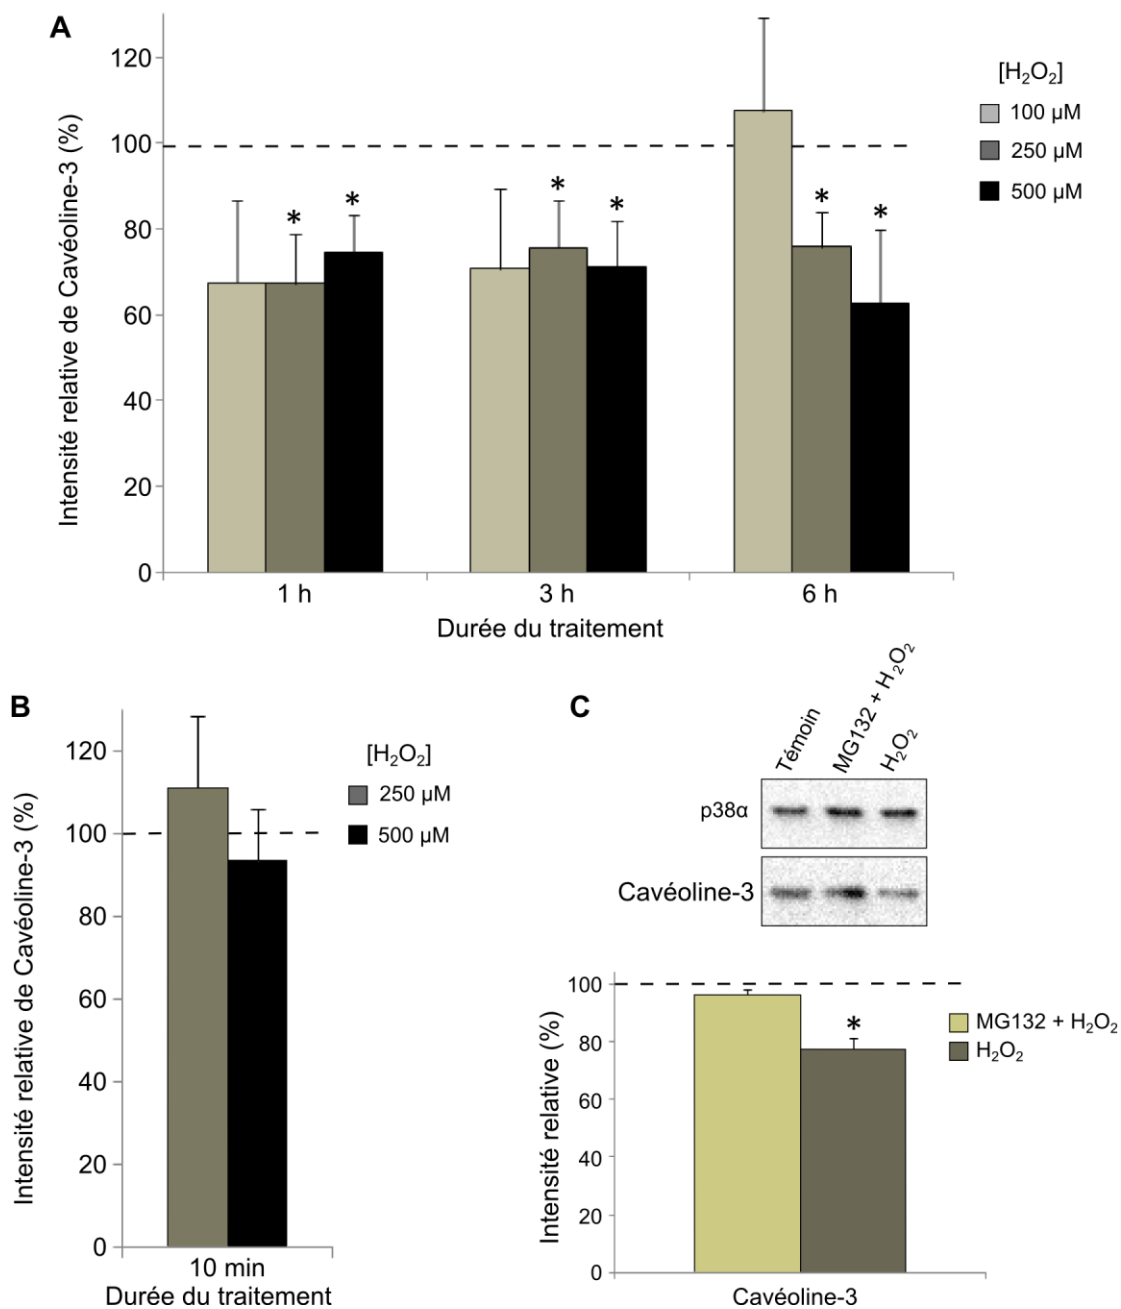 A
Intensité relative de Cavéoline-3 (%)
120
100
80
60
40
20
0
* * * * * *
1 h 3 h 6 h
Durée du traitement
[H₂O₂]
100 µM
250 µM
500 µM
B
Intensité relative de Cavéoline-3 (%)
120
100
80
60
40
20
0
10 min
Durée du traitement
[H₂O₂]
250 µM
500 µM
C
Témoin
MG132 + H₂O₂
H₂O₂
p38α
Cavéoline-3
Intensité relative (%)
100
80
60
40
20
0
*
Cavéoline-3
MG132 + H₂O₂
H₂O₂